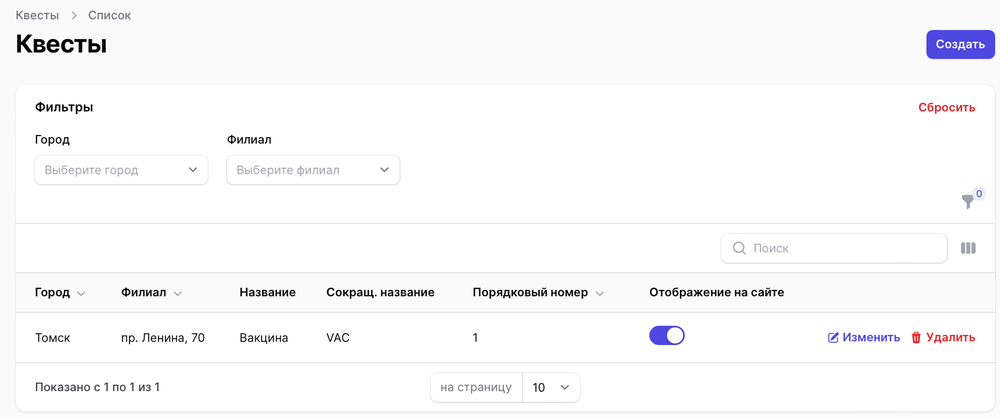 Квесты > Список
Квесты
Создать
Фильтры
Сбросить
Город Филиал
Выберите город Выберите филиал
0
Поиск
Город Филиал Название Сокращ. название Порядковый номер Отображение на сайте
Томск пр. Ленина, 70 Вакцина VAC 1 Изменить Удалить
Показано с 1 по 1 из 1 на страницу 10